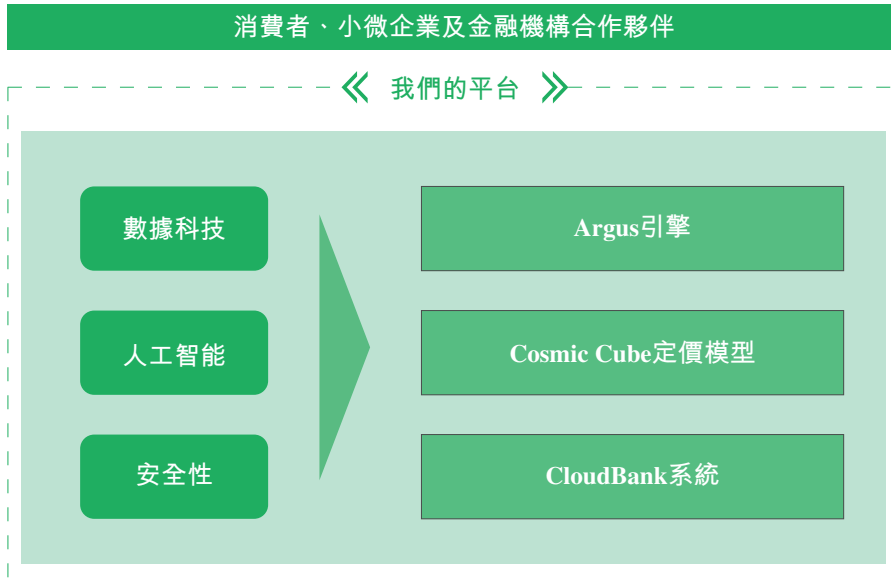 消費者、小微企業及金融機構合作夥伴
我們的平台
數據科技
Argus引擎
人工智能
Cosmic Cube定價模型
安全性
CloudBank系統